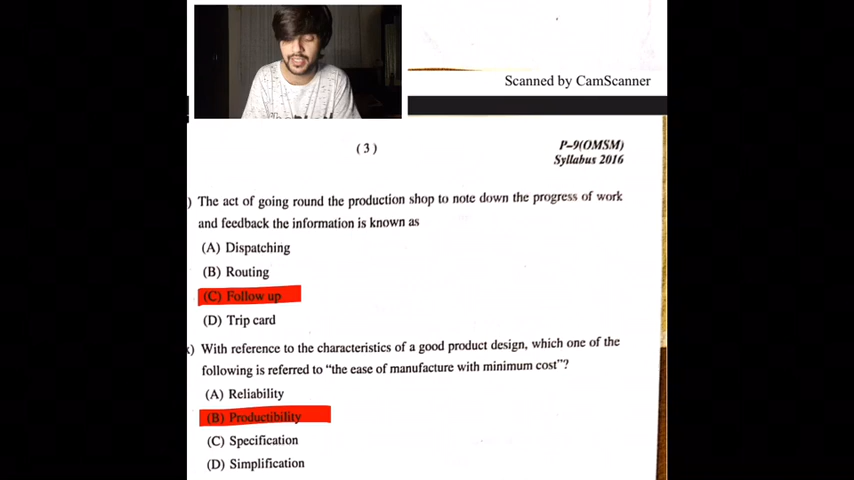 Scanned by CamScanner
(3)
P-9(OMSM)
Syllabus 2016
) The act of going round the production shop to note down the progress of work
and feedback the information is known as
(A) Dispatching
(B) Routing
(C) Follow up
(D) Trip card
) With reference to the characteristics of a good product design, which one of the
following is referred to “the ease of manufacture with minimum cost”?
(A) Reliability
(B) Productibility
(C) Specification
(D) Simplification